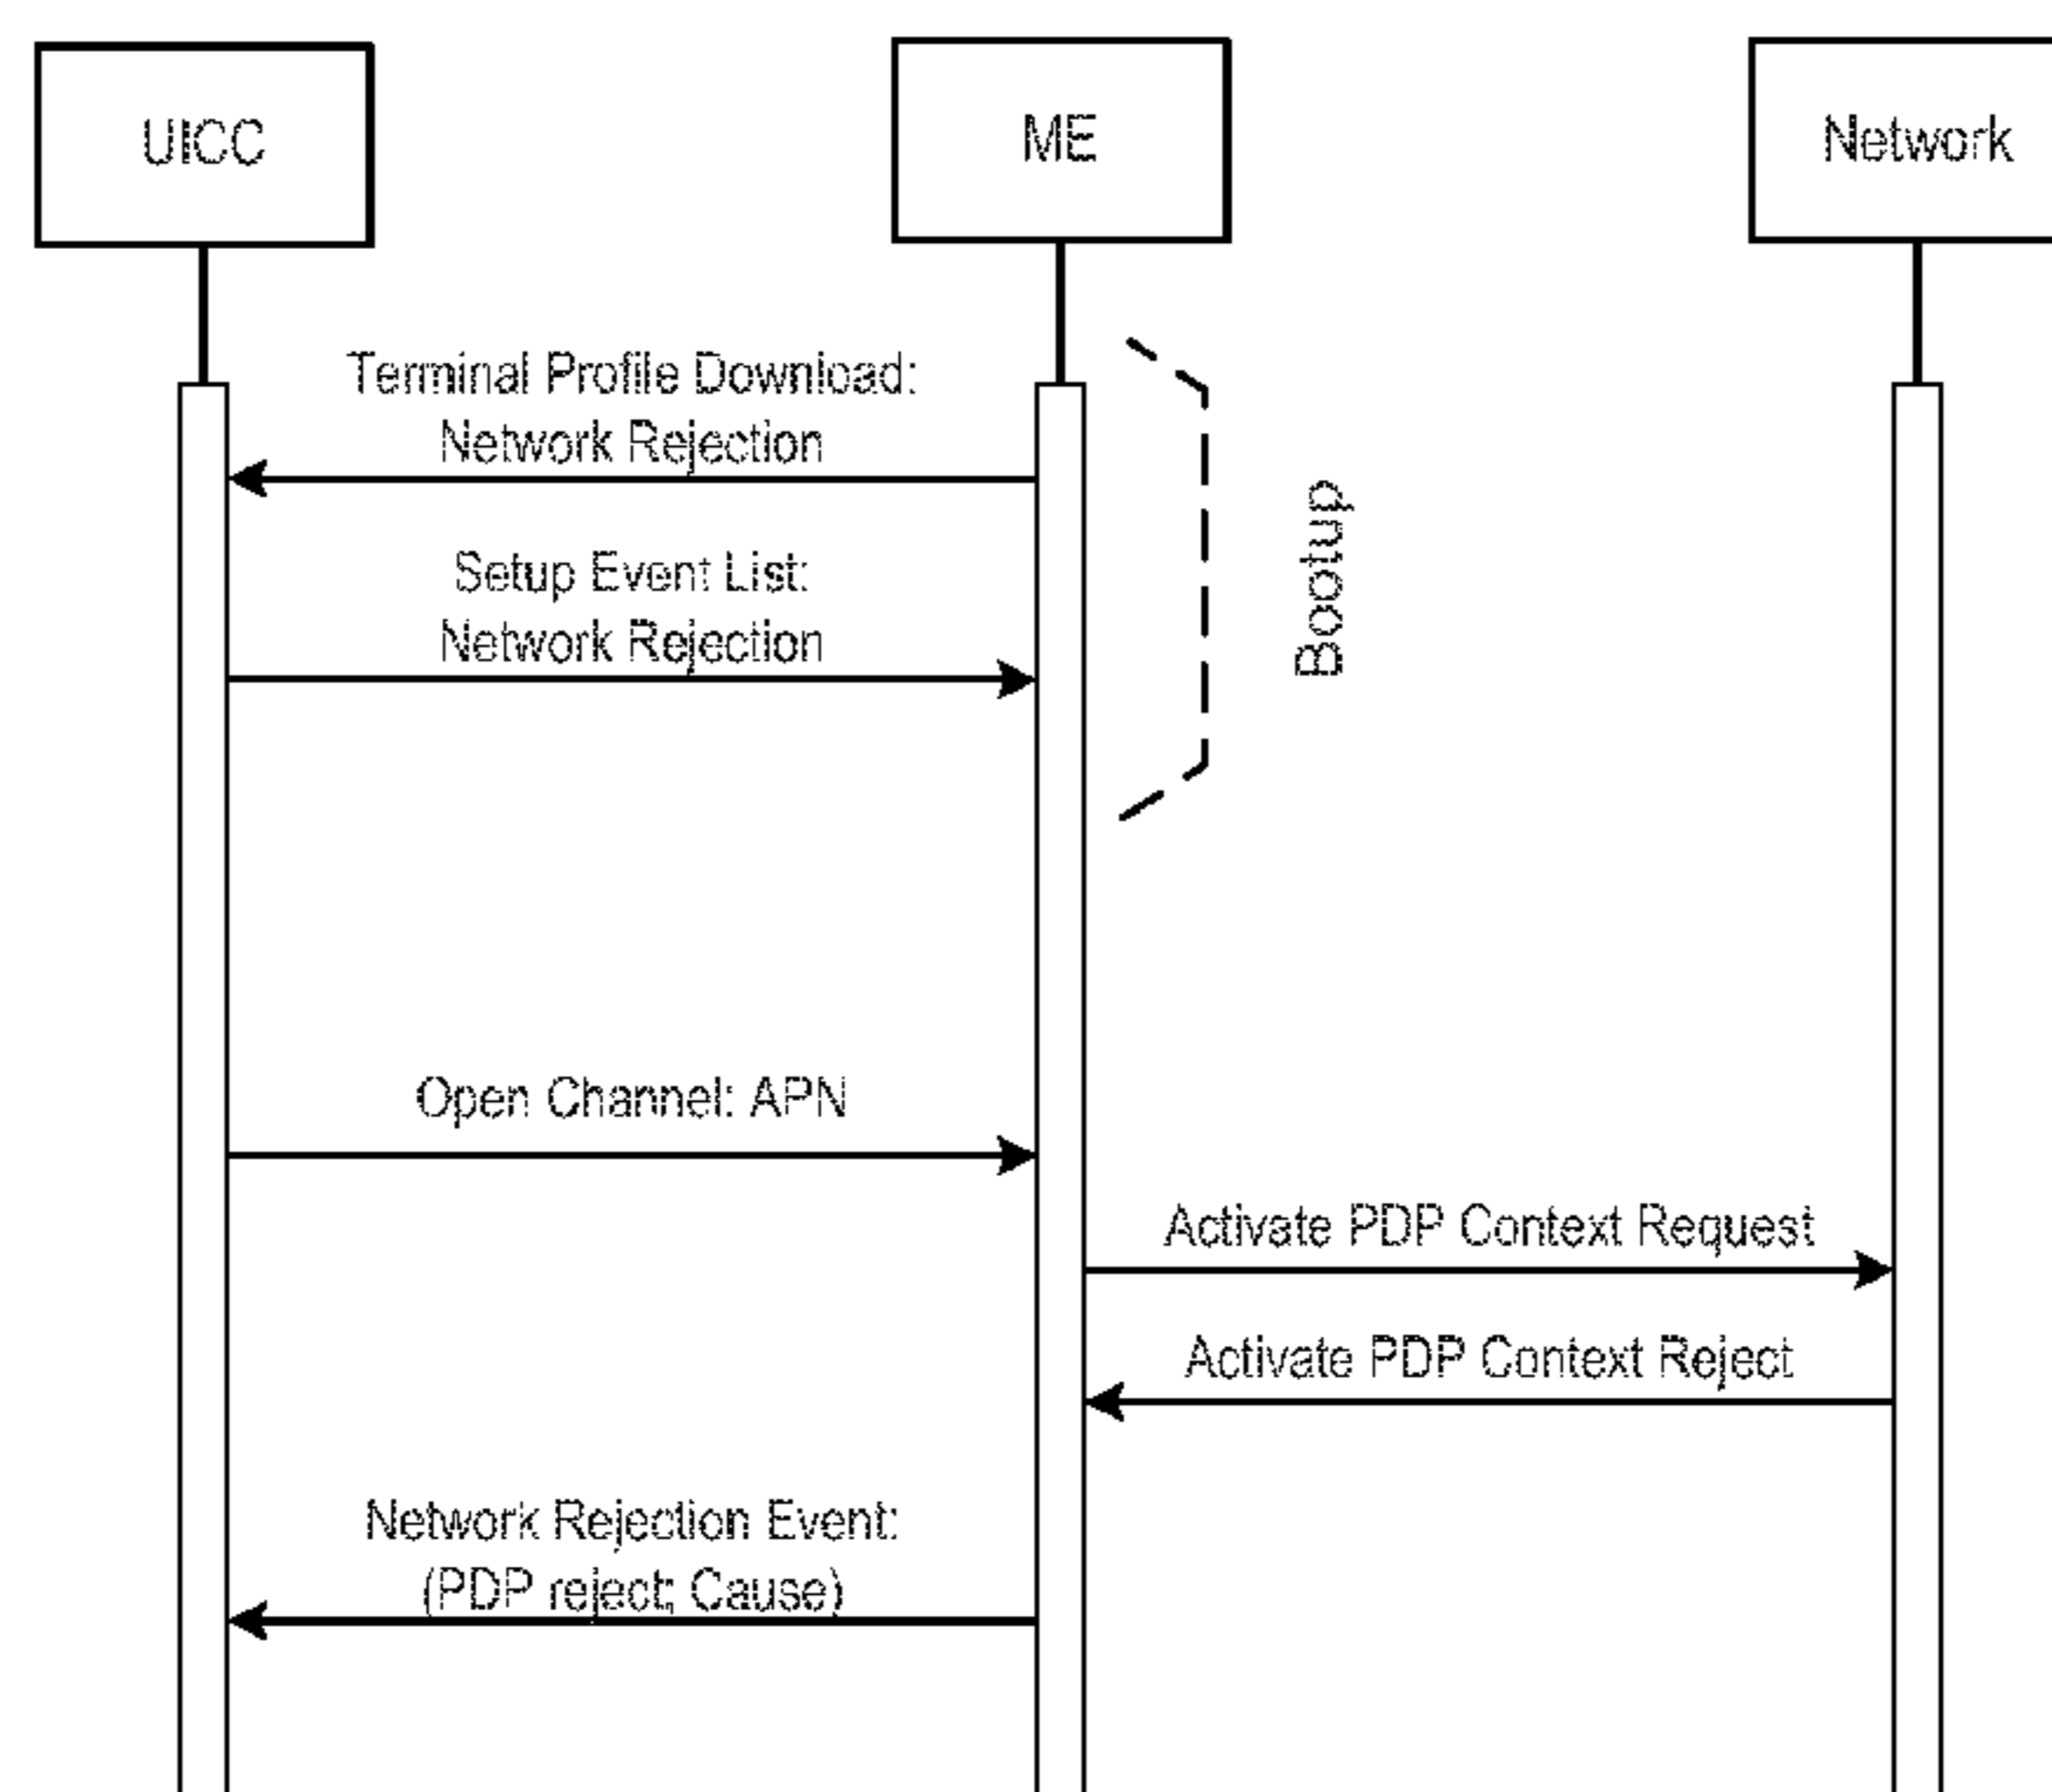 UICC
ME
Network
Terminal Profile Download:
Network Rejection
Setup Event List:
Network Rejection
Bootup
Open Channel: APN
Activate PDP Context Request
Activate PDP Context Reject
Network Rejection Event:
(PDP reject; Cause)